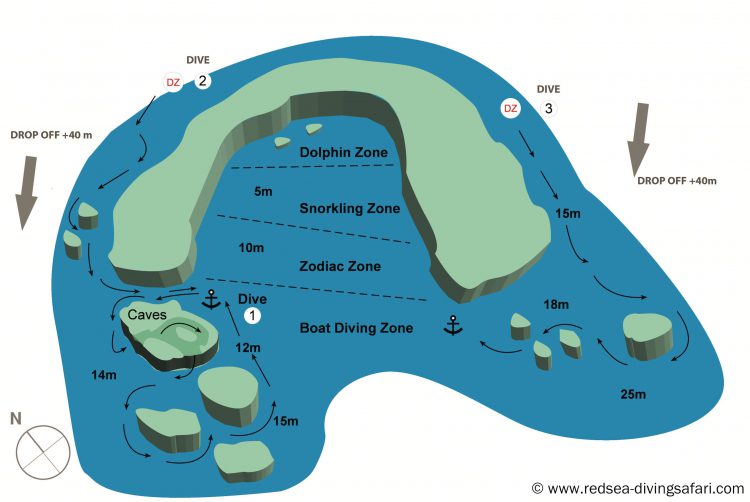 DIVE
DZ 2
DIVE
DZ 3
DROP OFF +40 m
Dolphin Zone
DROP OFF +40m
5m
Snorkling Zone
15m
10m
Zodiac Zone
Dive
1
Caves
18m
Boat Diving Zone
12m
14m
25m
15m
N
© www.redsea-divingsafari.com